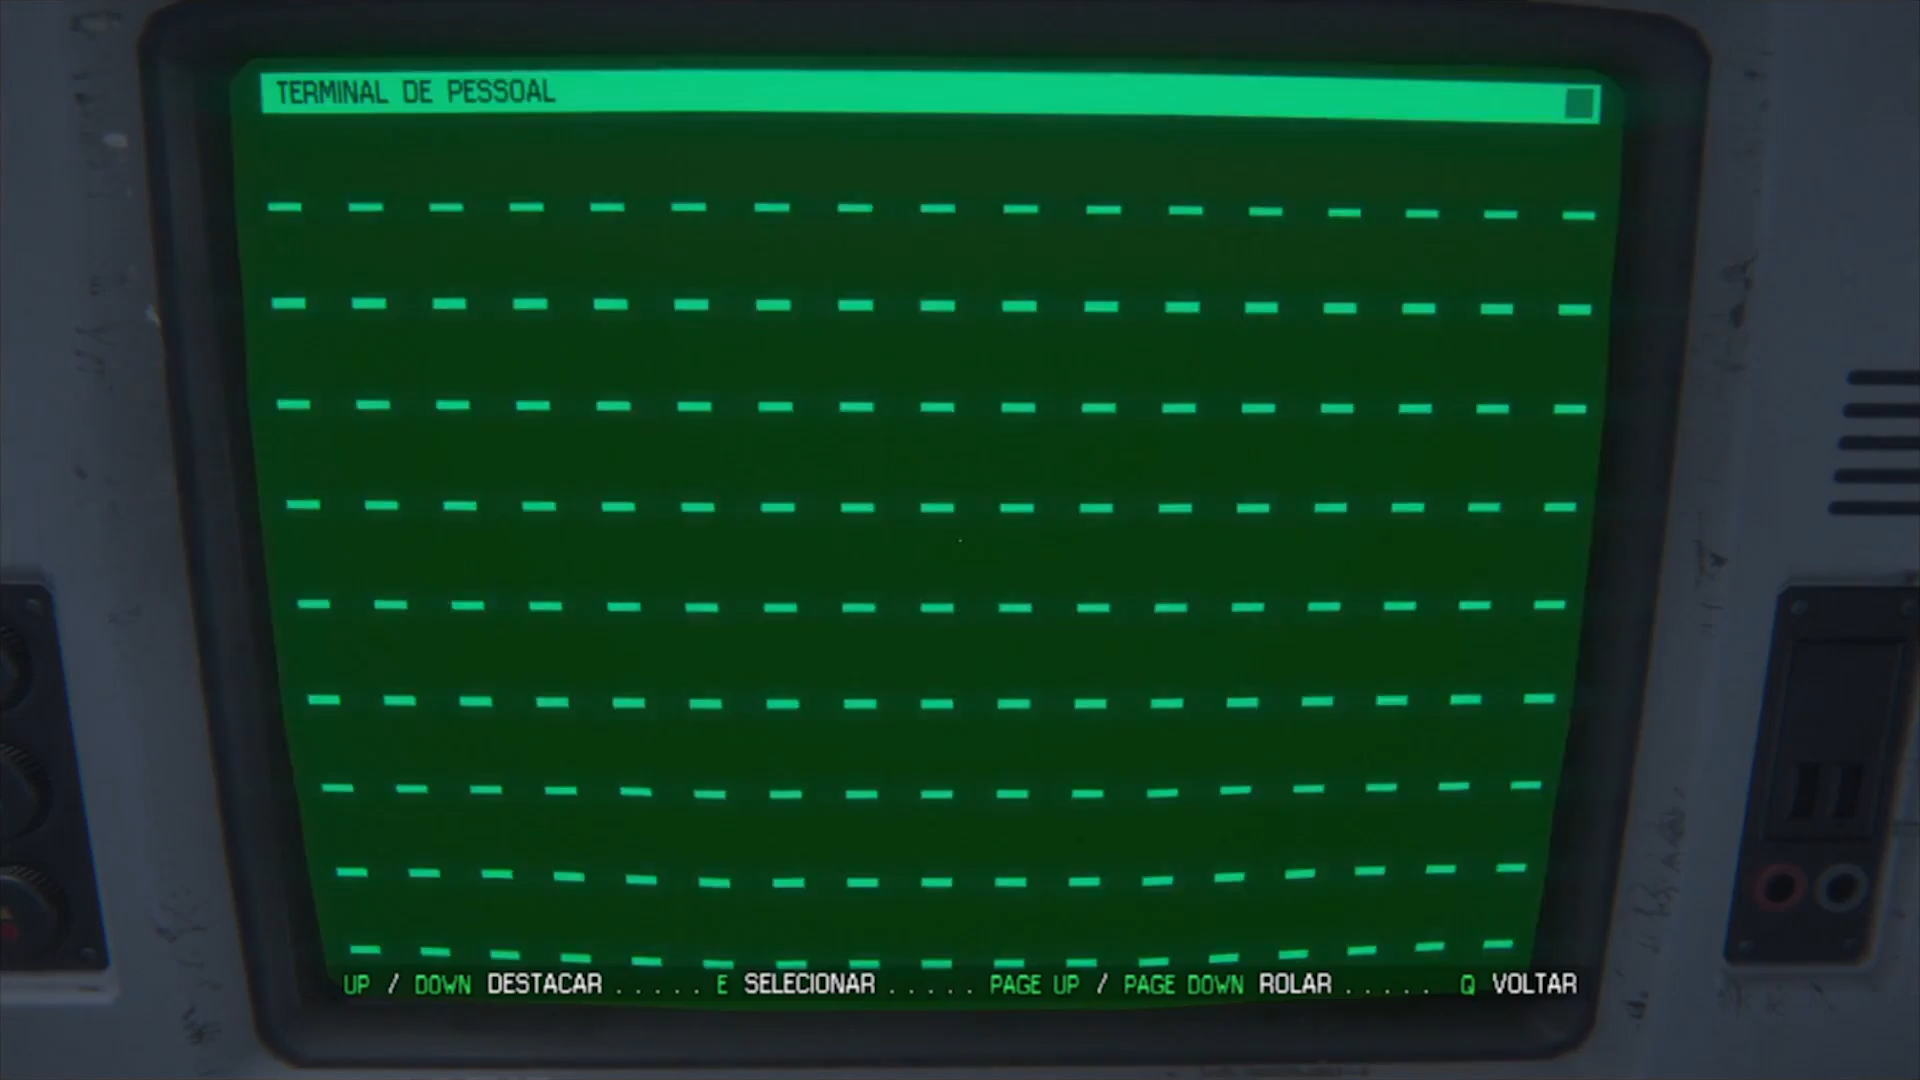 TERMINAL DE PESSOAL
UP / DOWN DESTACAR ..... E SELECIONAR ..... PAGE UP / PAGE DOWN ROLAR ..... Q VOLTAR